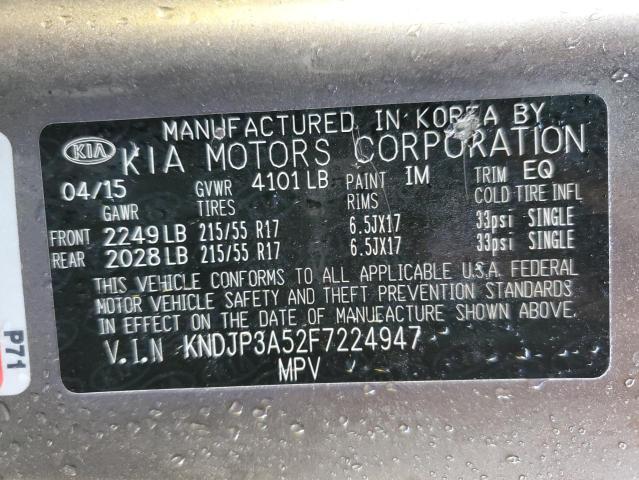 MANUFACTURED IN KOREA BY
KIA KIA MOTORS CORPORATION
04/15 GVWR 4101 LB PAINT IM TRIM EQ
GAWR TIRES RIMS COLD TIRE INFL
FRONT 2249 LB 215/55 R17 6.5JX17 33psi SINGLE
REAR 2028 LB 215/55 R17 6.5JX17 33psi SINGLE
THIS VEHICLE CONFORMS TO ALL APPLICABLE U.S.A. FEDERAL
MOTOR VEHICLE SAFETY AND THEFT PREVENTION STANDARDS
IN EFFECT ON THE DATE OF MANUFACTURE SHOWN ABOVE.
V.I.N KNDJP3A52F7224947
MPV
P71